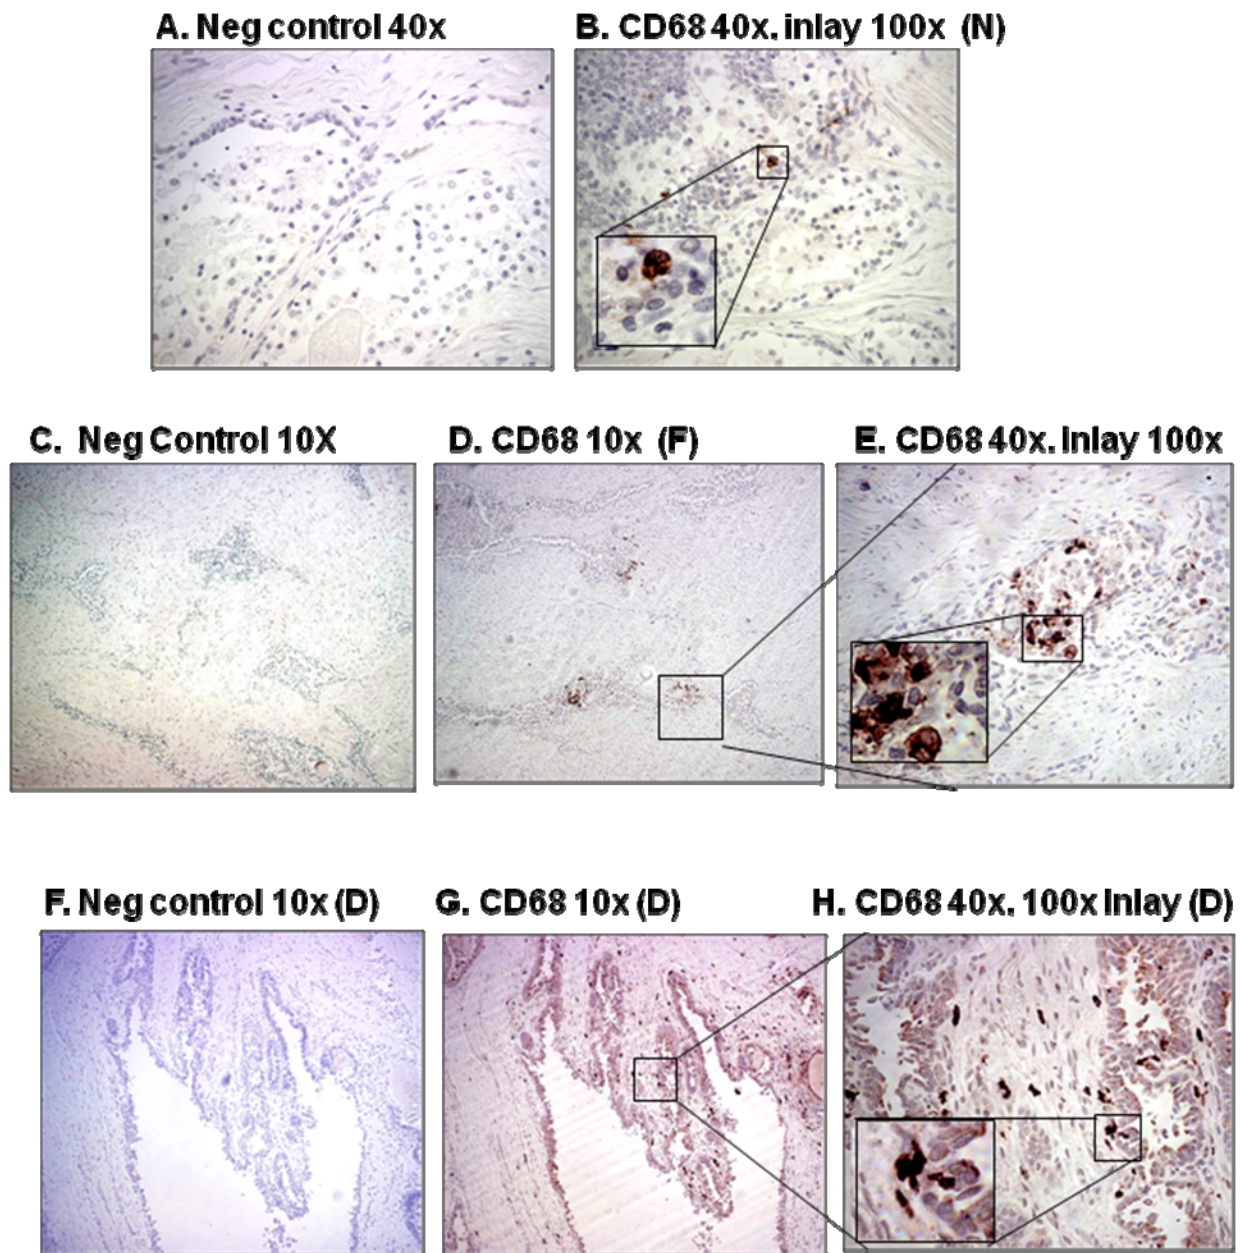 A. Neg control 40x
B. CD68 40x. inlay 100x (N)
C. Neg Control 10X
D. CD68 10x (F)
E. CD68 40x. Inlay 100x
F. Neg control 10x (D)
G. CD68 10x (D)
H. CD68 40x. 100x Inlay (D)